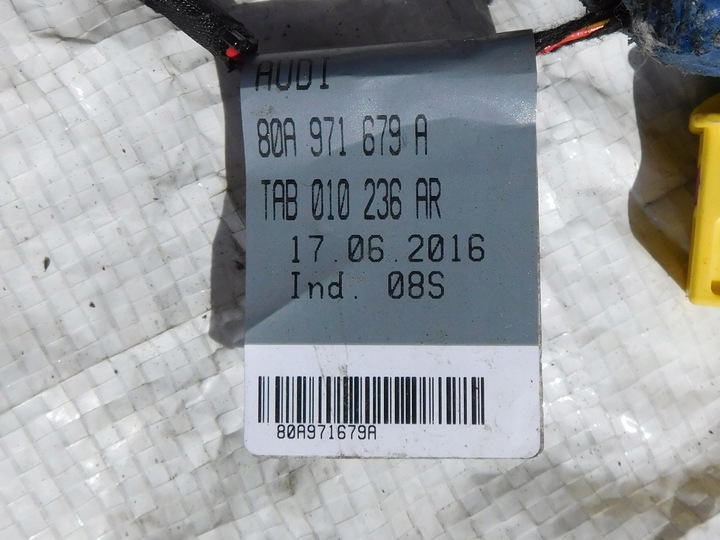 AUDI
80A 971 679 A
TAB 010 236 AR
17.06.2016
Ind. 08S
80A971679A